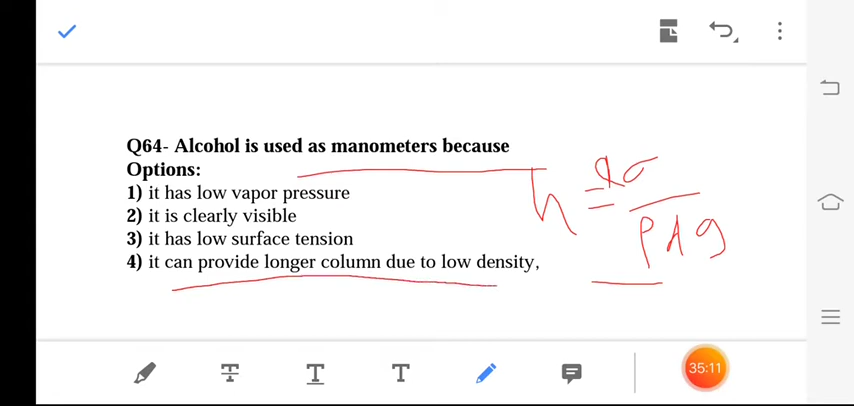 Q64- Alcohol is used as manometers because
Options:
1) it has low vapor pressure
2) it is clearly visible
3) it has low surface tension
4) it can provide longer column due to low density,
h =
σ
ρ d g
T T T
35:11